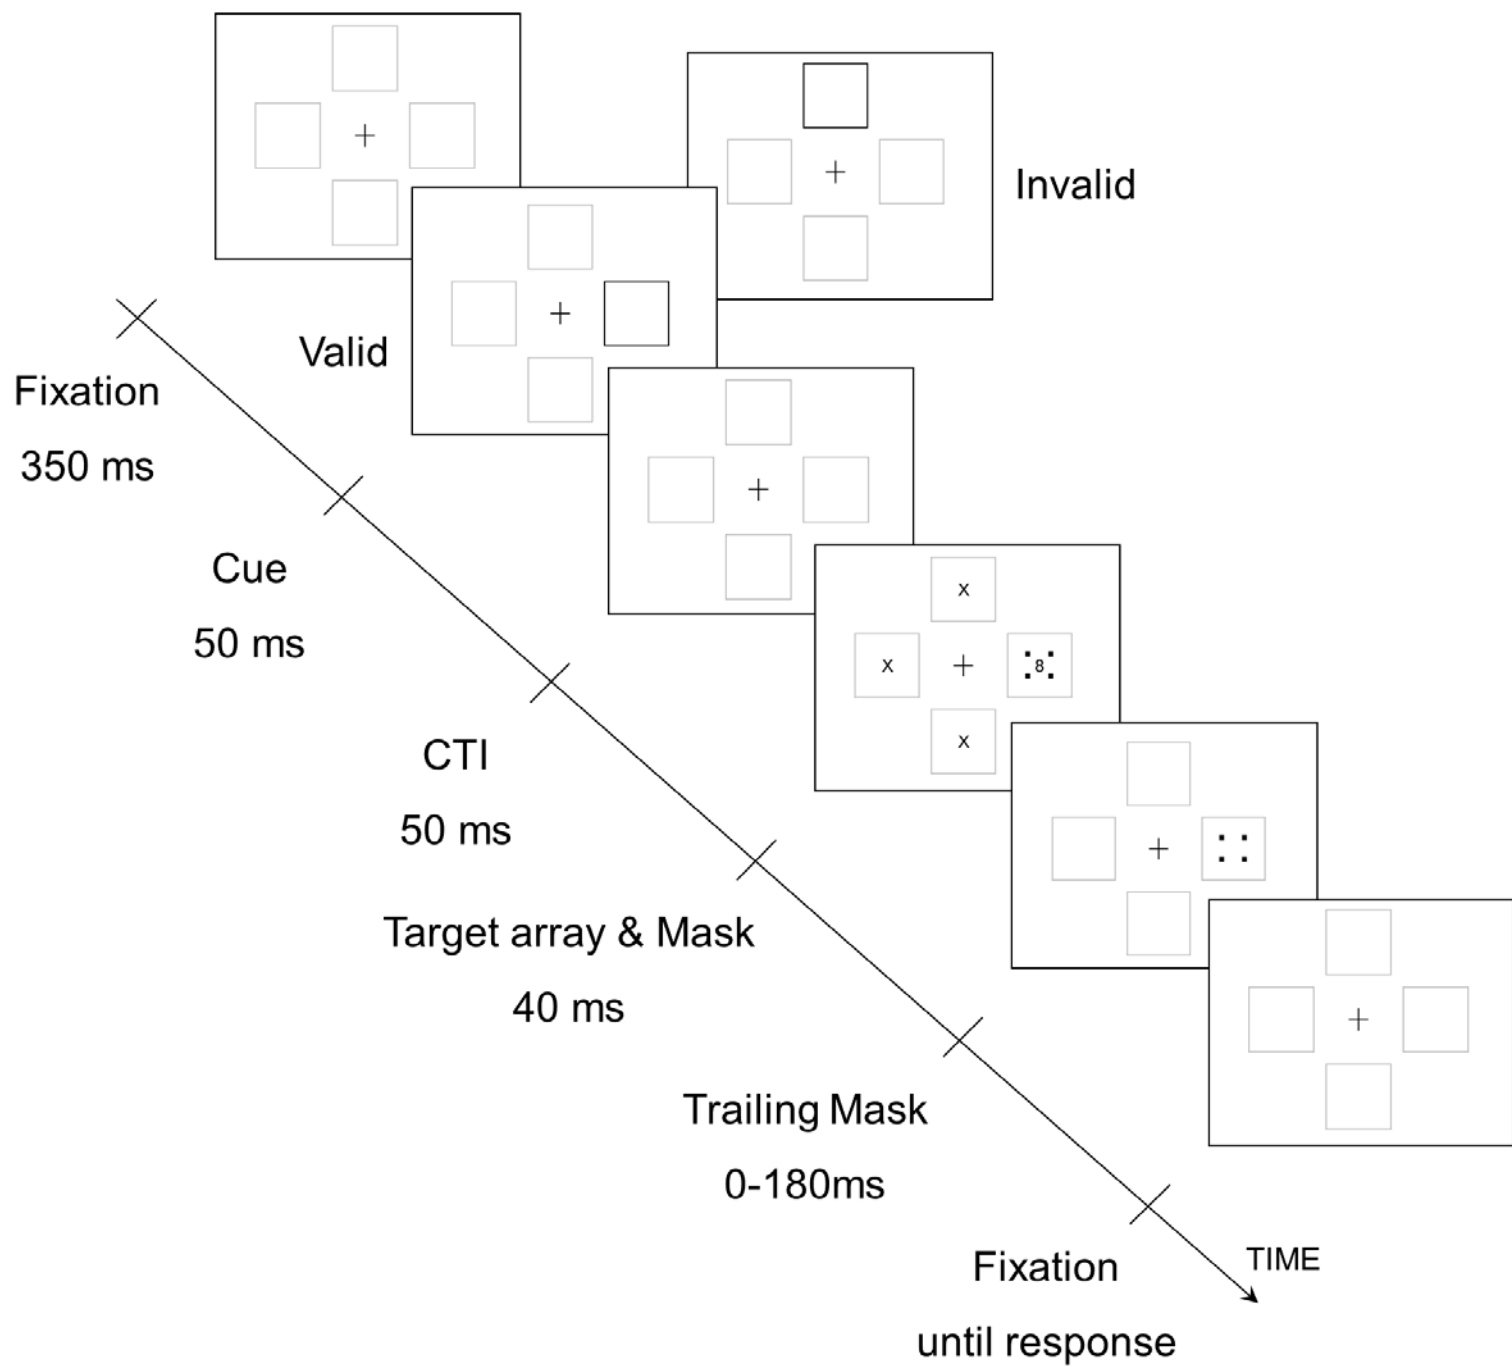 Invalid
Valid
Fixation
350 ms
Cue
50 ms
CTI
50 ms
x
x 8
x
Target array & Mask
40 ms
Trailing Mask
0-180ms
Fixation
until response
TIME